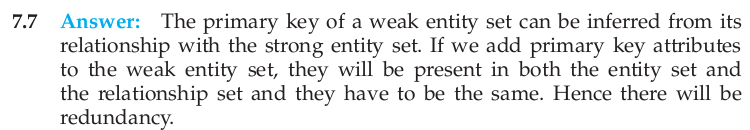 7.7 Answer: The primary key of a weak entity set can be inferred from its
relationship with the strong entity set. If we add primary key attributes
to the weak entity set, they will be present in both the entity set and
the relationship set and they have to be the same. Hence there will be
redundancy.